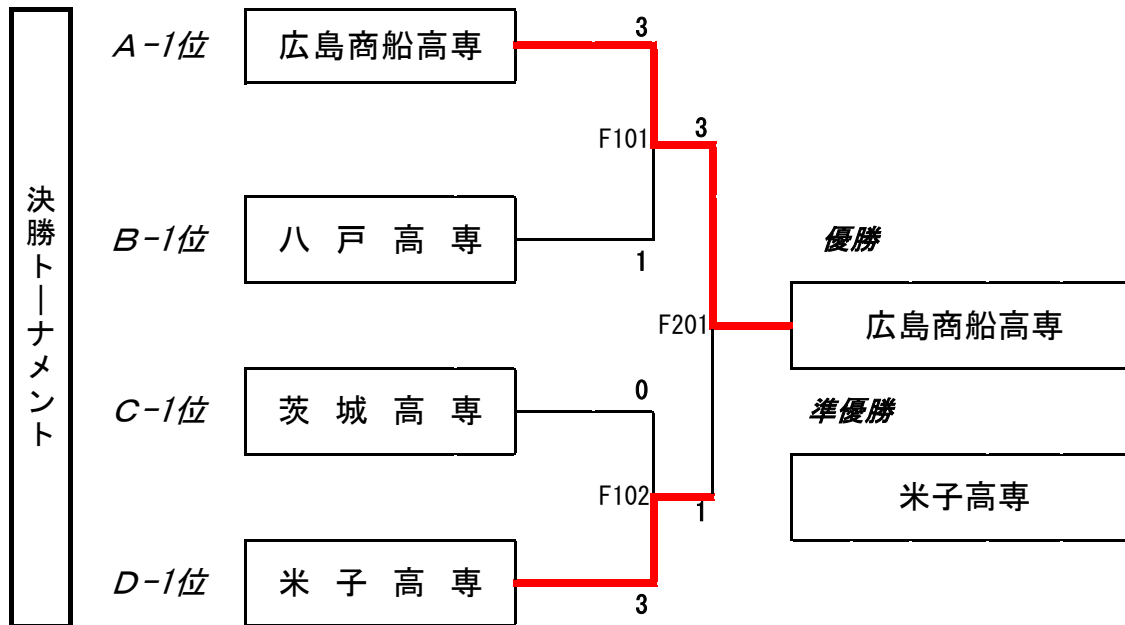 決勝トーナメント
A-1位
広島商船高専
3
F101
3
B-1位
八戸高専
1
優勝
F201
広島商船高専
C-1位
茨城高専
0
準優勝
F102
1
米子高専
D-1位
米子高専
3